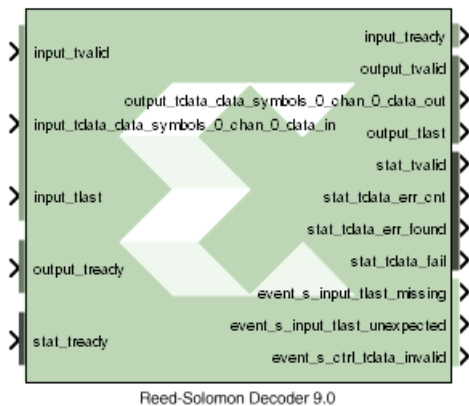 input_tready
input_tvalid
output_tvalid
output_tdata_data_symbols_0_chan_0_data_out
input_tdata_data_symbols_0_chan_0_data_in
output_tlast
stat_tvalid
input_tlast
stat_tdata_err_cnt
stat_tdata_err_found
stat_tdata_fail
output_tready
event_s_input_tlast_missing
event_s_input_tlast_unexpected
stat_tready
event_s_ctrl_tdata_invalid
Reed-Solomon Decoder 9.0